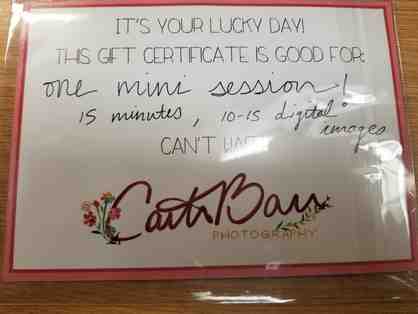 IT'S YOUR LUCKY DAY!
THIS GIFT CERTIFICATE IS GOOD FOR:
one mini session!
15 minutes, 10-15 digital
images
CAN'T
PHOTOGRAPHY